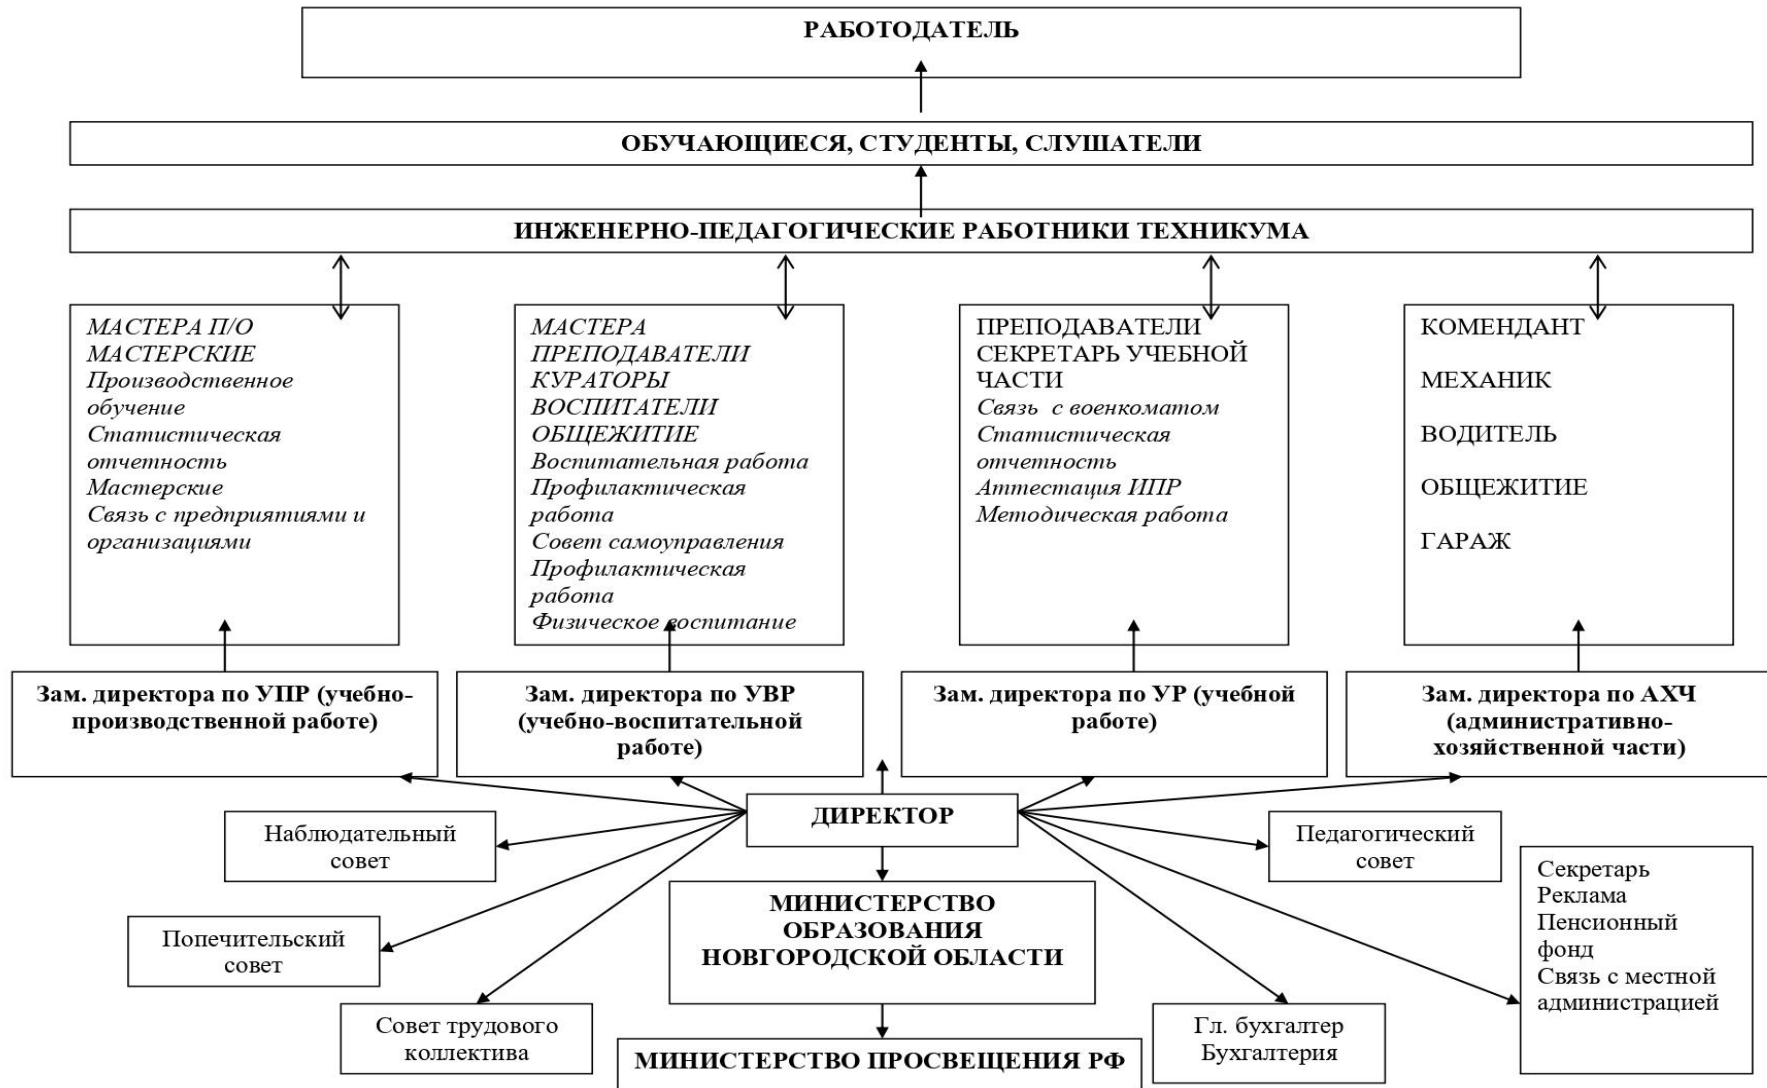 РАБОТОДАТЕЛЬ
ОБУЧАЮЩИЕСЯ, СТУДЕНТЫ, СЛУШАТЕЛИ
ИНЖЕНЕРНО-ПЕДАГОГИЧЕСКИЕ РАБОТНИКИ ТЕХНИКУМА
МАСТЕРА П/О
МАСТЕРСКИЕ
Производственное
обучение
Статистическая
отчетность
Мастерские
Связь с предприятиями и
организациями
МАСТЕРА
ПРЕПОДАВАТЕЛИ
КУРАТОРЫ
ВОСПИТАТЕЛИ
ОБЩЕЖИТИЕ
Воспитательная работа
Профилактическая
работа
Совет самоуправления
Профилактическая
работа
Физическое воспитание
ПРЕПОДАВАТЕЛИ
СЕКРЕТАРЬ УЧЕБНОЙ
ЧАСТИ
Связь с военкоматом
Статистическая
отчетность
Аттестация ИПР
Методическая работа
КОМЕНДАНТ
МЕХАНИК
ВОДИТЕЛЬ
ОБЩЕЖИТИЕ
ГАРАЖ
Зам. директора по УПР (учебно-
производственной работе)
Зам. директора по УВР
(учебно-воспитательной
работе)
Зам. директора по УР (учебной
работе)
Зам. директора по АХЧ
(административно-
хозяйственной части)
ДИРЕКТОР
Наблюдательный
совет
Педагогический
совет
Попечительский
совет
МИНИСТЕРСТВО
ОБРАЗОВАНИЯ
НОВГОРОДСКОЙ ОБЛАСТИ
Секретарь
Реклама
Пенсионный
фонд
Связь с местной
администрацией
Совет трудового
коллектива
Гл. бухгалтер
Бухгалтерия
МИНИСТЕРСТВО ПРОСВЕЩЕНИЯ РФ